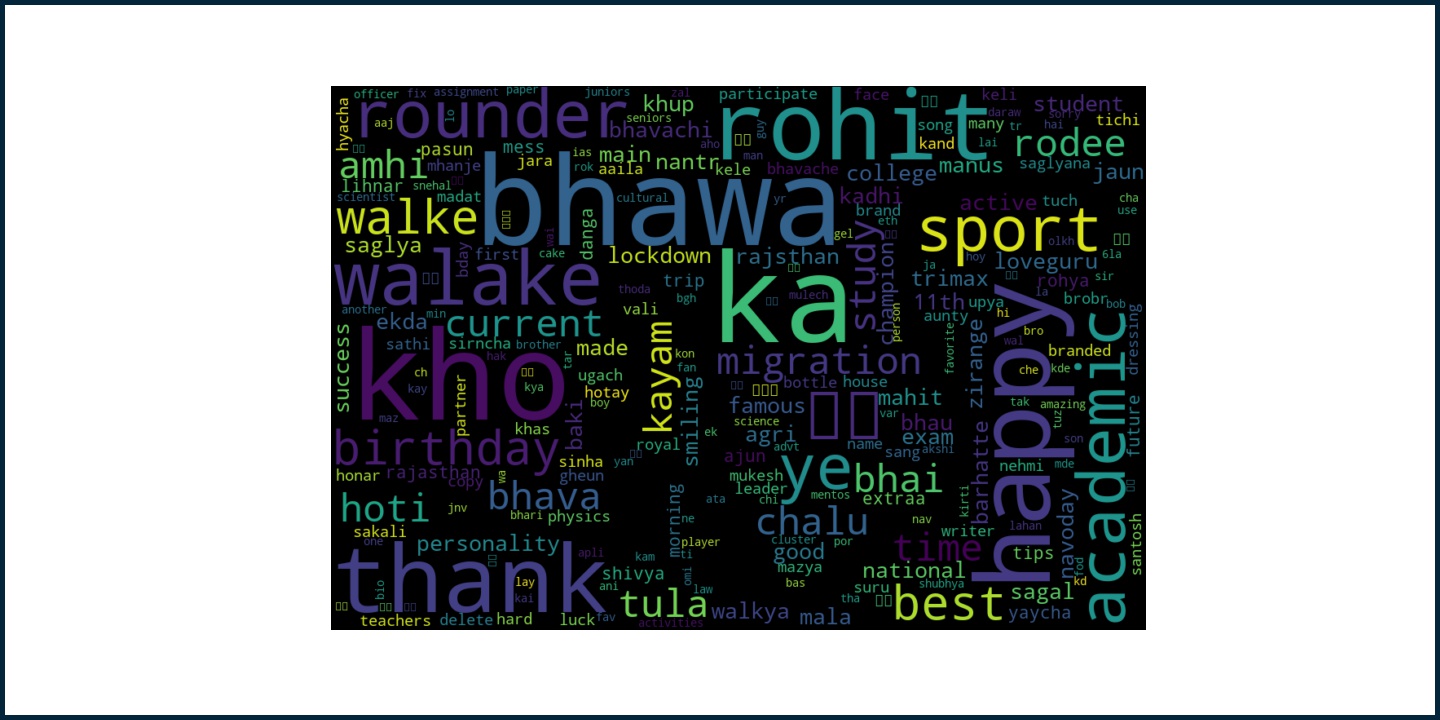 officer fix assignment paper juniors zal participate face keli student
hyacha rounder lo khup seniors rohit song many daraw sorry tichi
aaj bhavachi guy tr hai rodee
pasun mess ias main nantr aho man kand lai
amhi mhanje jara rok aaila kele bhavache college manus saglyana jaun
lihnar snehal
scientist madat cultural yr kadhi active tuch cha
walke bhawa danga brand eth sport use
saglya bday wai gel olkh
first cake lockdown rajsthan study champion ja hoy loveguru 6la
walake trip ka trimax rohya sir
thoda bgh mulech 11th upya la brobr bob
another min vali person aunty hi
ekda current kayam bro dressing
success sathi sirncha brother made favorite zirange wal branded
kho hak tar kon migration happy academic
ch kya ugach fan bottle house che kde
kay partner hotay smiling famous mahit tak amazing
maz boy science var bhau tuz future
khas baki ek agri name exam son
birthday royal advt sang akshi barhatte
honar rajasthan wa sinha yan ajun nehmi mde
copy gheun mukesh ye bhai
hoti bhava morning ata leader mentos extraa kirti navoday
jnv bhari physics chi lahan
sakali ne chalu nav writer santosh
one personality player cluster por time tips
thank apli kam ti good fod
bio shivya omi mazya national kd
lay ani law bas suru shubhya sagal
kai tula walkya tha best yaycha
teachers delete hard luck fav activities mala